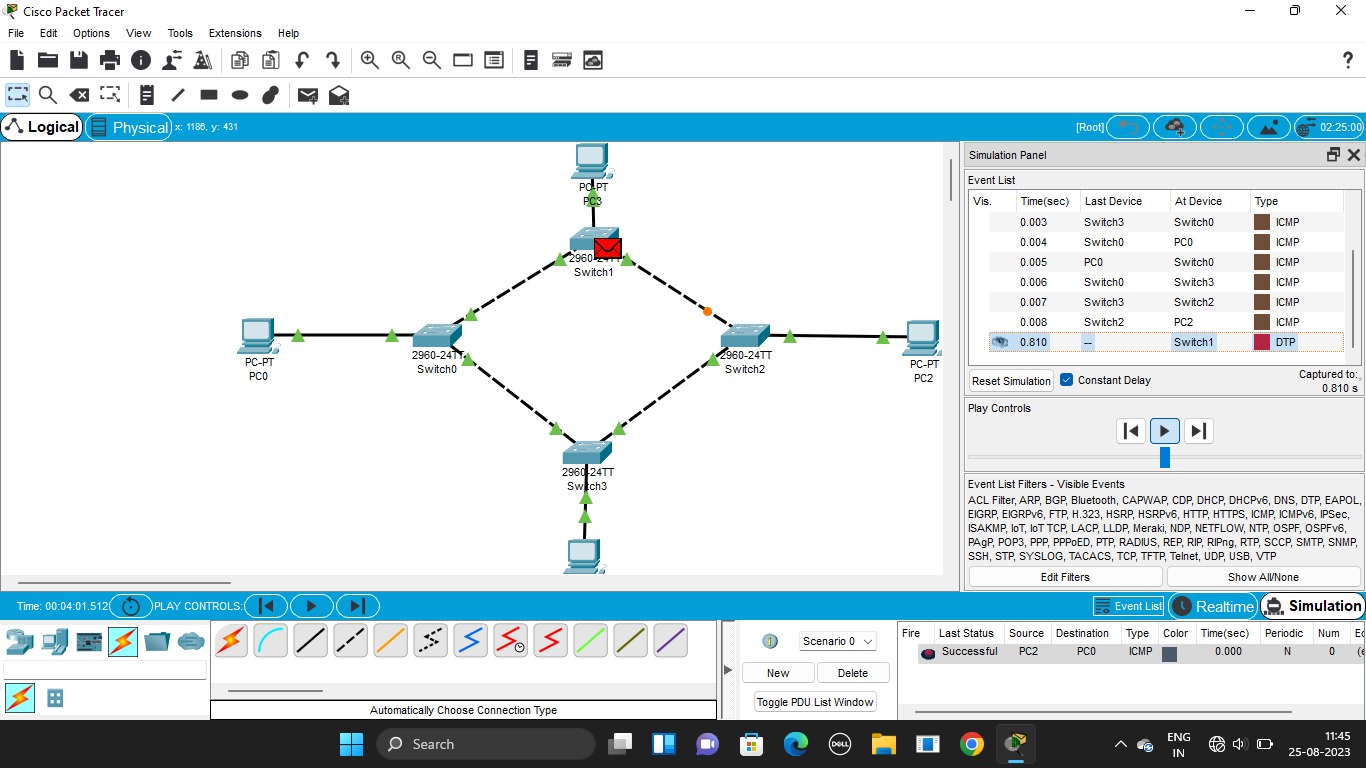 Cisco Packet Tracer
File Edit Options View Tools Extensions Help
Logical Physical x: 1186, y: 431 [Root] 02:25:00
PC-PT
PC3
2960-24TT
Switch1
PC-PT
PC0
2960-24TT
Switch0
2960-24TT
Switch2
PC-PT
PC2
2960-24TT
Switch3
Simulation Panel
Event List
Vis. Time(sec) Last Device At Device Type
0.003 Switch3 Switch0 ICMP
0.004 Switch0 PC0 ICMP
0.005 PC0 Switch0 ICMP
0.006 Switch0 Switch3 ICMP
0.007 Switch3 Switch2 ICMP
0.008 Switch2 PC2 ICMP
0.810 -- Switch1 DTP
Reset Simulation Constant Delay Captured to:
0.810 s
Play Controls
Event List Filters - Visible Events
ACL Filter, ARP, BGP, Bluetooth, CAPWAP, CDP, DHCP, DHCPv6, DNS, DTP, EAPOL,
EIGRP, EIGRPv6, FTP, H.323, HSRP, HSRPv6, HTTP, HTTPS, ICMP, ICMPv6, IPSec,
ISAKMP, IoT, IoT TCP, LACP, LLDP, Meraki, NDP, NETFLOW, NTP, OSPF, OSPFv6,
PAgP, POP3, PPP, PPPoED, PTP, RADIUS, REP, RIP, RIPng, RTP, SCCP, SMTP, SNMP,
SSH, STP, SYSLOG, TACACS, TCP, TFTP, Telnet, UDP, USB, VTP
Edit Filters Show All/None
Time: 00:04:01.512 PLAY CONTROLS: Event List Realtime Simulation
Scenario 0
New Delete
Toggle PDU List Window
Fire Last Status Source Destination Type Color Time(sec) Periodic Num Ed
Successful PC2 PC0 ICMP 0.000 N 0 (e
Automatically Choose Connection Type
Search
DELL
ENG
IN
11:45
25-08-2023